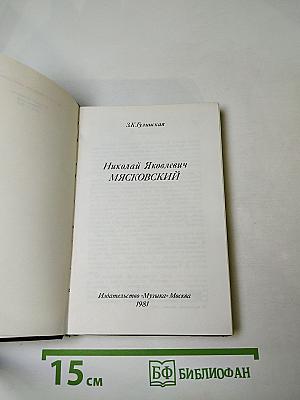 З.К.Гулинская
Николай Яковлевич
МЯСКОВСКИЙ
Издательство «Музыка» Москва
1981
15 см
БФ БИБЛИОФАН